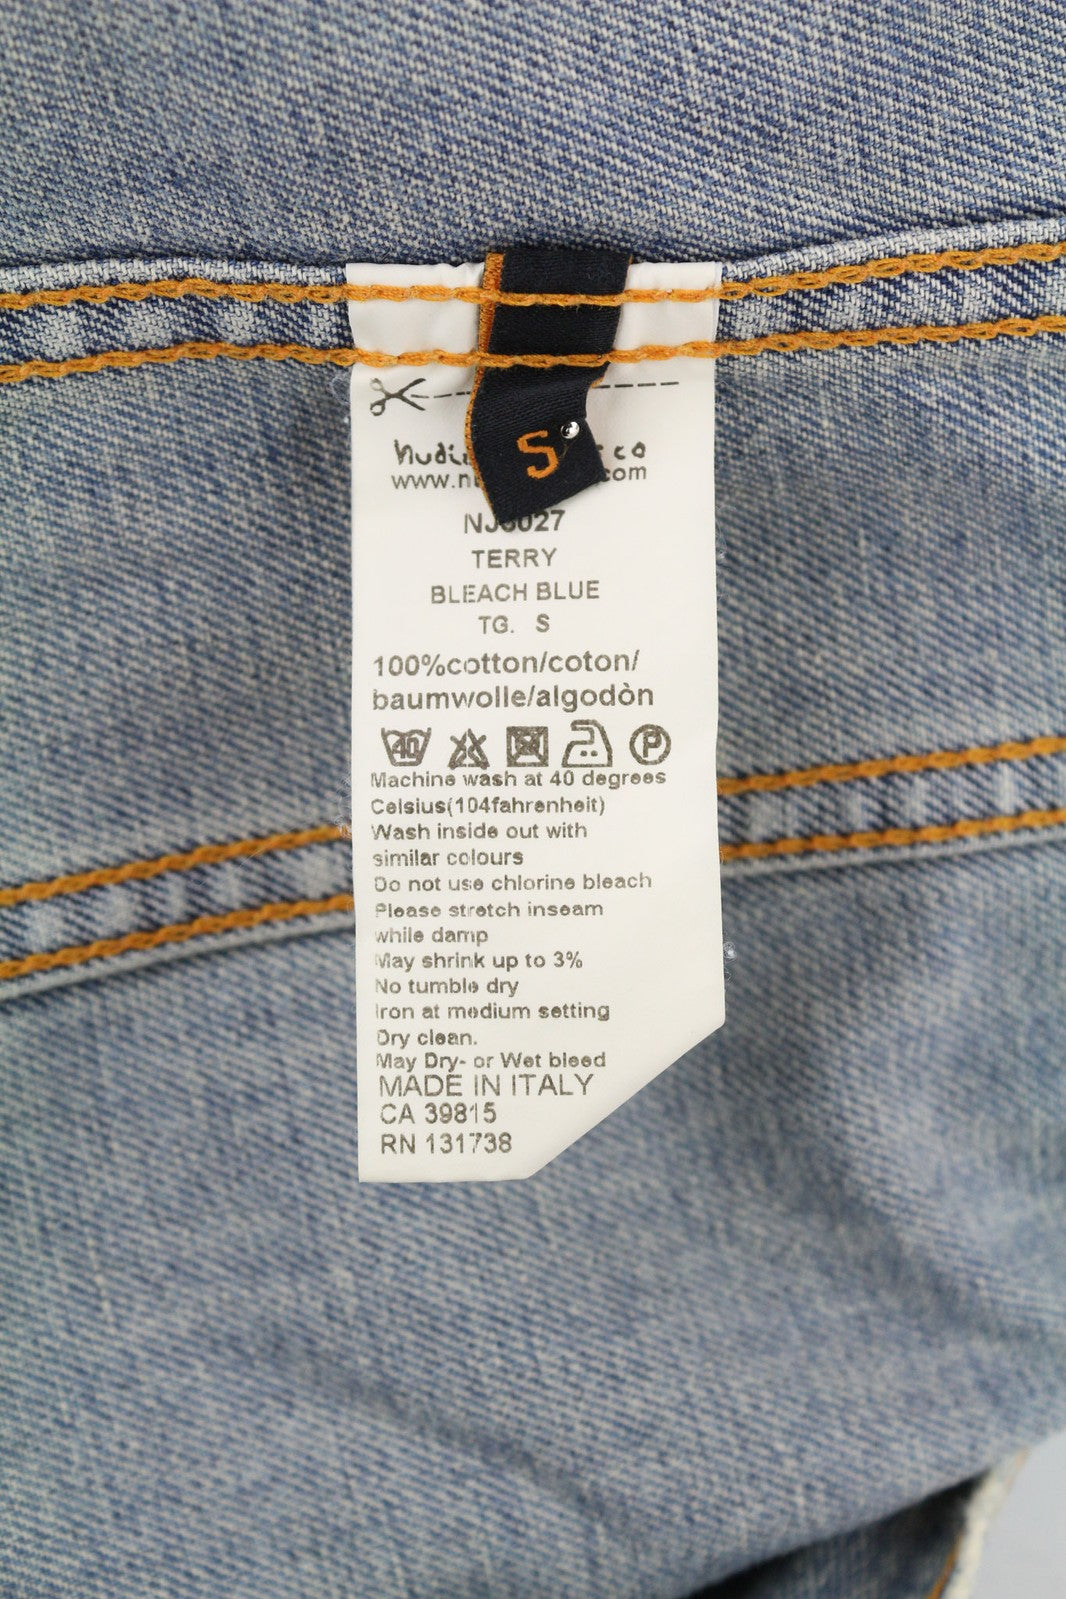 S
www.n com
NJ6027
TERRY
BLEACH BLUE
TG. S
100%cotton/coton/
baumwolle/algodòn
40 P
Machine wash at 40 degrees
Celsius(104fahrenheit)
Wash inside out with
similar colours
Do not use chlorine bleach
Please stretch inseam
while damp
May shrink up to 3%
No tumble dry
Iron at medium setting
Dry clean.
May Dry- or Wet bleed
MADE IN ITALY
CA 39815
RN 131738